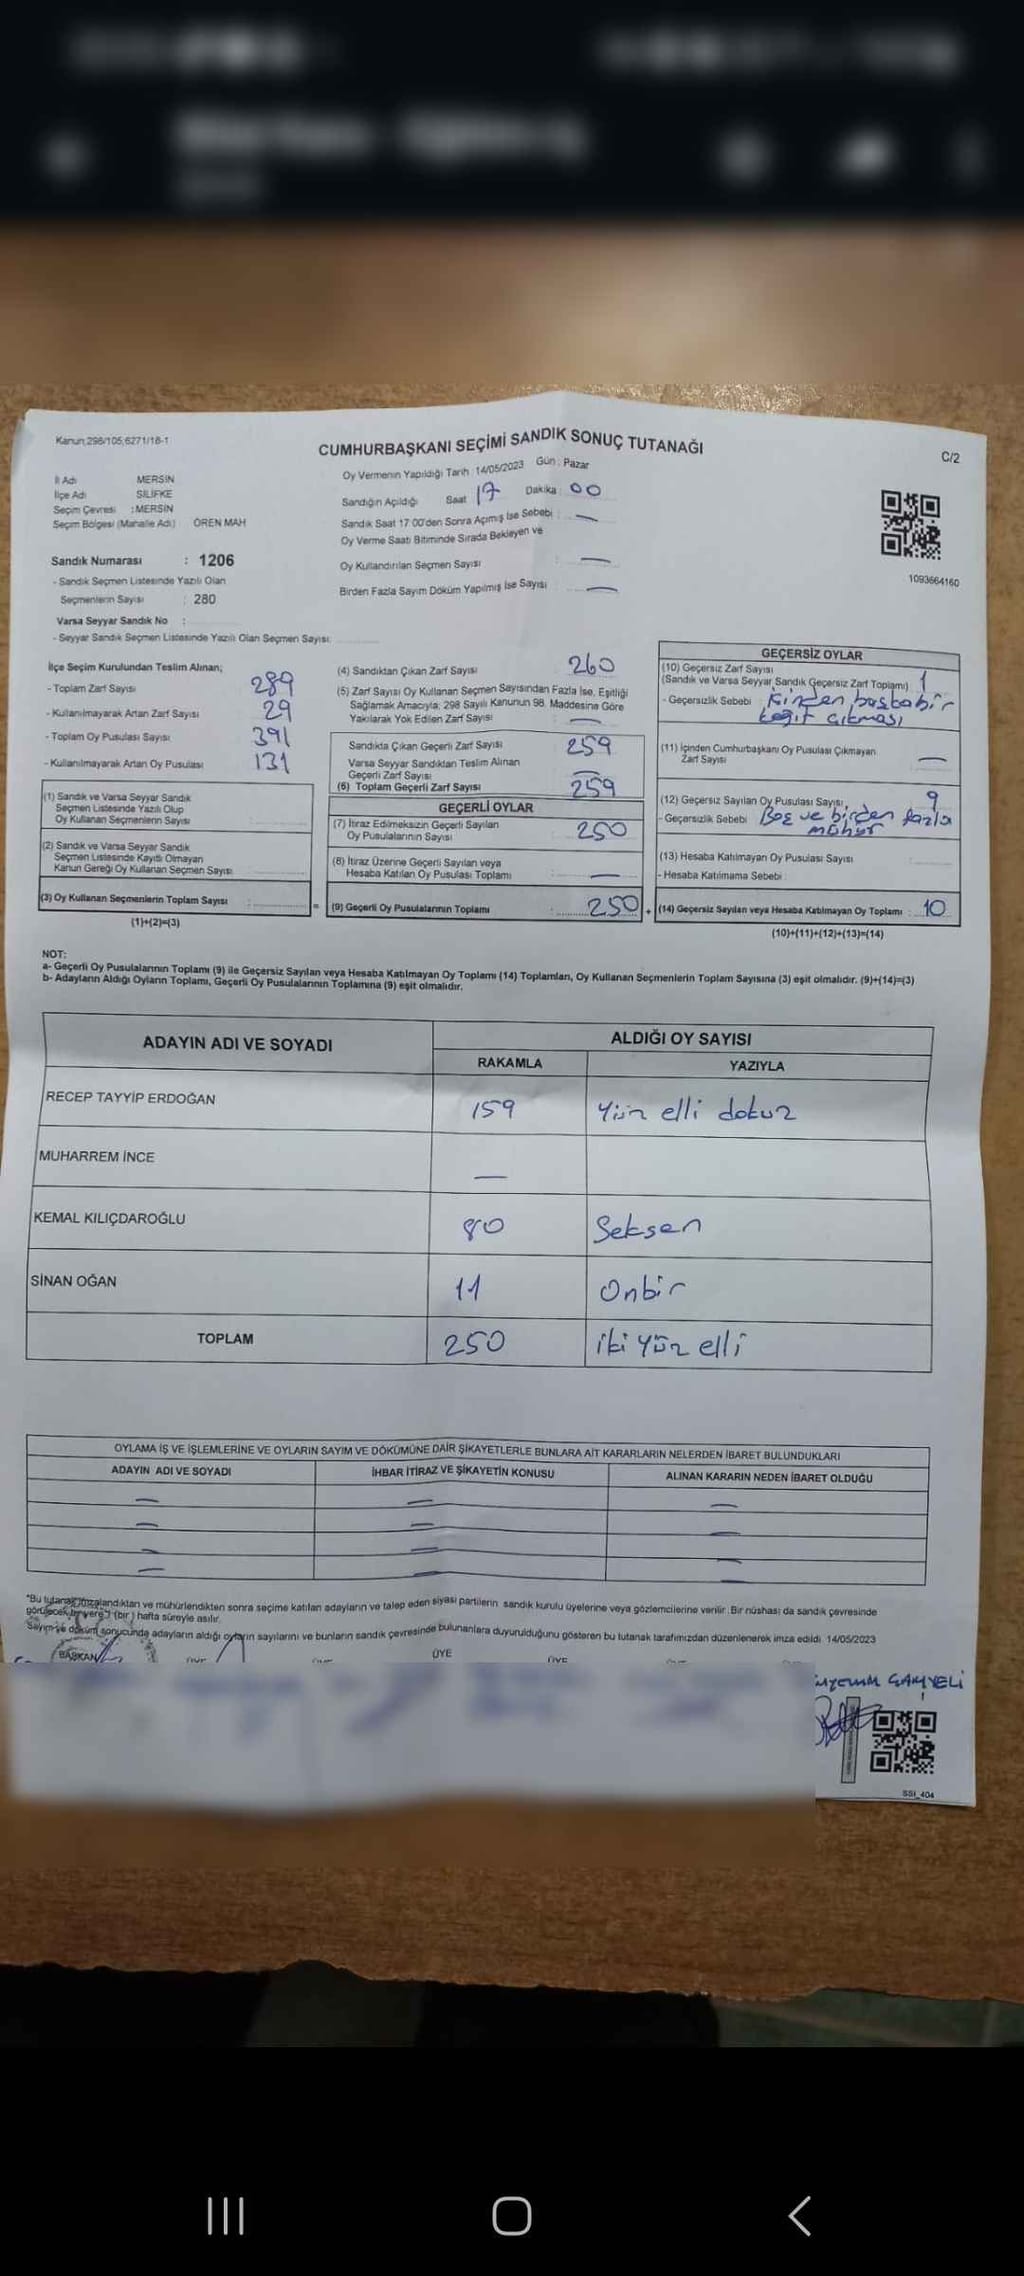 Kanun:298/105,6271/18-1
CUMHURBAŞKANI SEÇİMİ SANDIK SONUÇ TUTANAĞI
C/2
İl Adı MERSİN
İlçe Adı SİLİFKE
Seçim Çevresi :MERSİN
Seçim Bölgesi (Mahalle Adı) ÖREN MAH
Oy Vermenin Yapıldığı Tarih :14/05/2023 Gün : Pazar
Sandığın Açıldığı Saat 17 Dakika : 00
Sandık Saat 17:00'den Sonra Açmış İse Sebebi : —
Oy Verme Saati Bitiminde Sırada Bekleyen ve
Oy Kullandırılan Seçmen Sayısı : —
Birden Fazla Sayım Döküm Yapılmış İse Sayısı : —
1093664160
Sandık Numarası : 1206
- Sandık Seçmen Listesinde Yazılı Olan
Seçmenlerin Sayısı : 280
Varsa Seyyar Sandık No :
- Seyyar Sandık Seçmen Listesinde Yazılı Olan Seçmen Sayısı:
İlçe Seçim Kurulundan Teslim Alınan;
- Toplam Zarf Sayısı : 289
- Kullanılmayarak Artan Zarf Sayısı : 29
- Toplam Oy Pusulası Sayısı : 391
- Kullanılmayarak Artan Oy Pusulası : 131
(1) Sandık ve Varsa Seyyar Sandık
Seçmen Listesinde Yazılı Olup
Oy Kullanan Seçmenlerin Sayısı :
(2) Sandık ve Varsa Seyyar Sandık
Seçmen Listesinde Kayıtlı Olmayan
Kanun Gereği Oy Kullanan Seçmen Sayısı:
(3) Oy Kullanan Seçmenlerin Toplam Sayısı : =
(1)+(2)=(3)
(4) Sandıktan Çıkan Zarf Sayısı : 260
(5) Zarf Sayısı Oy Kullanan Seçmen Sayısından Fazla İse, Eşitliği
Sağlamak Amacıyla; 298 Sayılı Kanunun 98. Maddesine Göre
Yakılarak Yok Edilen Zarf Sayısı : —
Sandıkta Çıkan Geçerli Zarf Sayısı : 259
Varsa Seyyar Sandıktan Teslim Alınan
Geçerli Zarf Sayısı : —
(6) Toplam Geçerli Zarf Sayısı : 259
GEÇERLİ OYLAR
(7) İtiraz Edilmeksizin Geçerli Sayılan
Oy Pusulalarının Sayısı : 250
(8) İtiraz Üzerine Geçerli Sayılan veya
Hesaba Katılan Oy Pusulası Toplamı : —
(9) Geçerli Oy Pusulalarının Toplamı : 250 +
GEÇERSİZ OYLAR
(10) Geçersiz Zarf Sayısı
(Sandık ve Varsa Seyyar Sandık Geçersiz Zarf Toplamı) : 1
- Geçersizlik Sebebi başkabir
kağıt çıkması
(11) İçinden Cumhurbaşkanı Oy Pusulası Çıkmayan
Zarf Sayısı : —
(12) Geçersiz Sayılan Oy Pusulası Sayısı : 9
- Geçersizlik Sebebi : Boş ve birden fazla
mühür
(13) Hesaba Katılmayan Oy Pusulası Sayısı :
- Hesaba Katılmama Sebebi :
(14) Geçersiz Sayılan veya Hesaba Katılmayan Oy Toplamı : 10
(10)+(11)+(12)+(13)=(14)
NOT:
a- Geçerli Oy Pusulalarının Toplamı (9) ile Geçersiz Sayılan veya Hesaba Katılmayan Oy Toplamı (14) Toplamları, Oy Kullanan Seçmenlerin Toplam Sayısına (3) eşit olmalıdır. (9)+(14)=(3)
b- Adayların Aldığı Oyların Toplamı, Geçerli Oy Pusulalarının Toplamına (9) eşit olmalıdır.
ADAYIN ADI VE SOYADI ALDIĞI OY SAYISI
RAKAMLA YAZIYLA
RECEP TAYYİP ERDOĞAN 159 Yüz elli dokuz
MUHARREM İNCE —
KEMAL KILIÇDAROĞLU 80 Seksen
SİNAN OĞAN 11 Onbir
TOPLAM 250 iki yüz elli
OYLAMA İŞ VE İŞLEMLERİNE VE OYLARIN SAYIM VE DÖKÜMÜNE DAİR ŞİKAYETLERLE BUNLARA AİT KARARLARIN NELERDEN İBARET BULUNDUKLARI
ADAYIN ADI VE SOYADI İHBAR İTİRAZ VE ŞİKAYETİN KONUSU ALINAN KARARIN NEDEN İBARET OLDUĞU
— — —
— — —
— — —
— — —
"Bu tutanak imzalandıktan ve mühürlendikten sonra seçime katılan adayların ve talep eden siyasi partilerin sandık kurulu üyelerine veya gözlemcilerine verilir. Bir nüshası da sandık çevresinde
görülecek bir yere 1 (bir) hafta süreyle asılır.
Sayım ve döküm sonucunda adayların aldığı oyların sayılarını ve bunların sandık çevresinde bulunanlara duyurulduğunu gösteren bu tutanak tarafımızdan düzenlenerek imza edildi. 14/05/2023
BAŞKAN ÜYE ÜYE ÜYE ÜYE
SSI_404